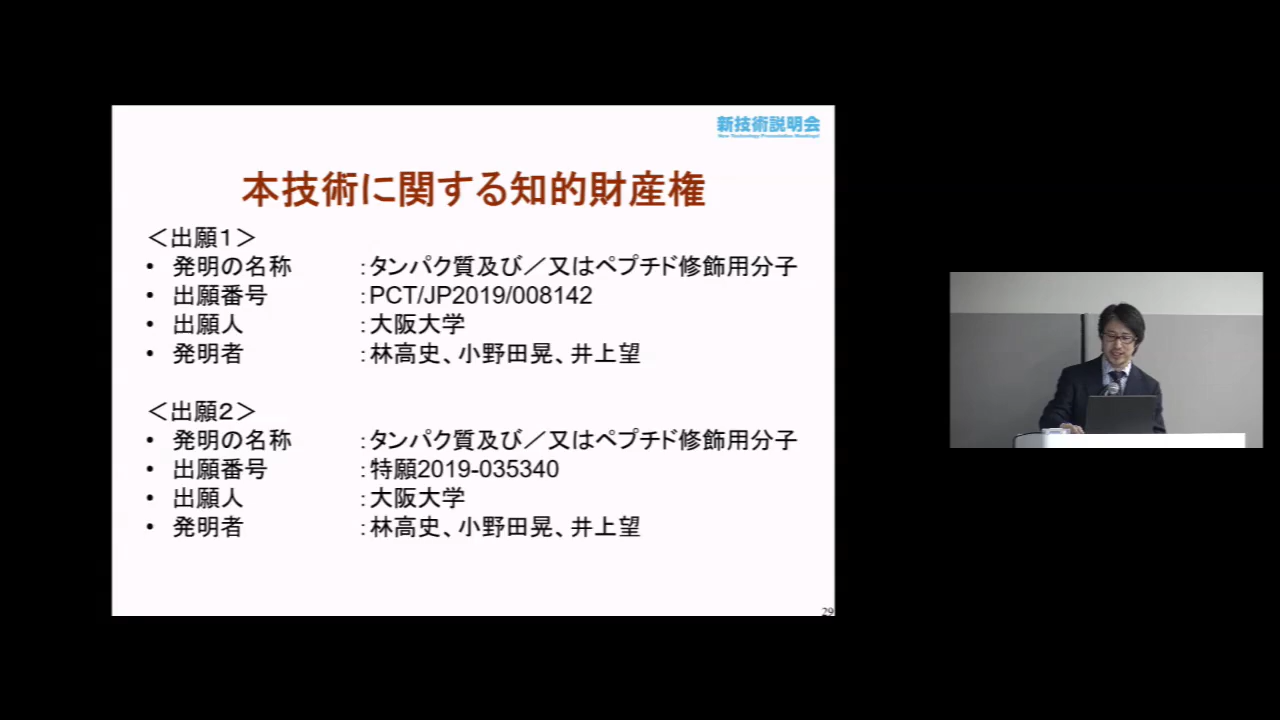 新技術説明会
New Technology Presentation Meetings!
本技術に関する知的財産権
＜出願１＞
• 発明の名称 ：タンパク質及び／又はペプチド修飾用分子
• 出願番号 ：PCT/JP2019/008142
• 出願人 ：大阪大学
• 発明者 ：林高史、小野田晃、井上望
＜出願２＞
• 発明の名称 ：タンパク質及び／又はペプチド修飾用分子
• 出願番号 ：特願2019-035340
• 出願人 ：大阪大学
• 発明者 ：林高史、小野田晃、井上望
29